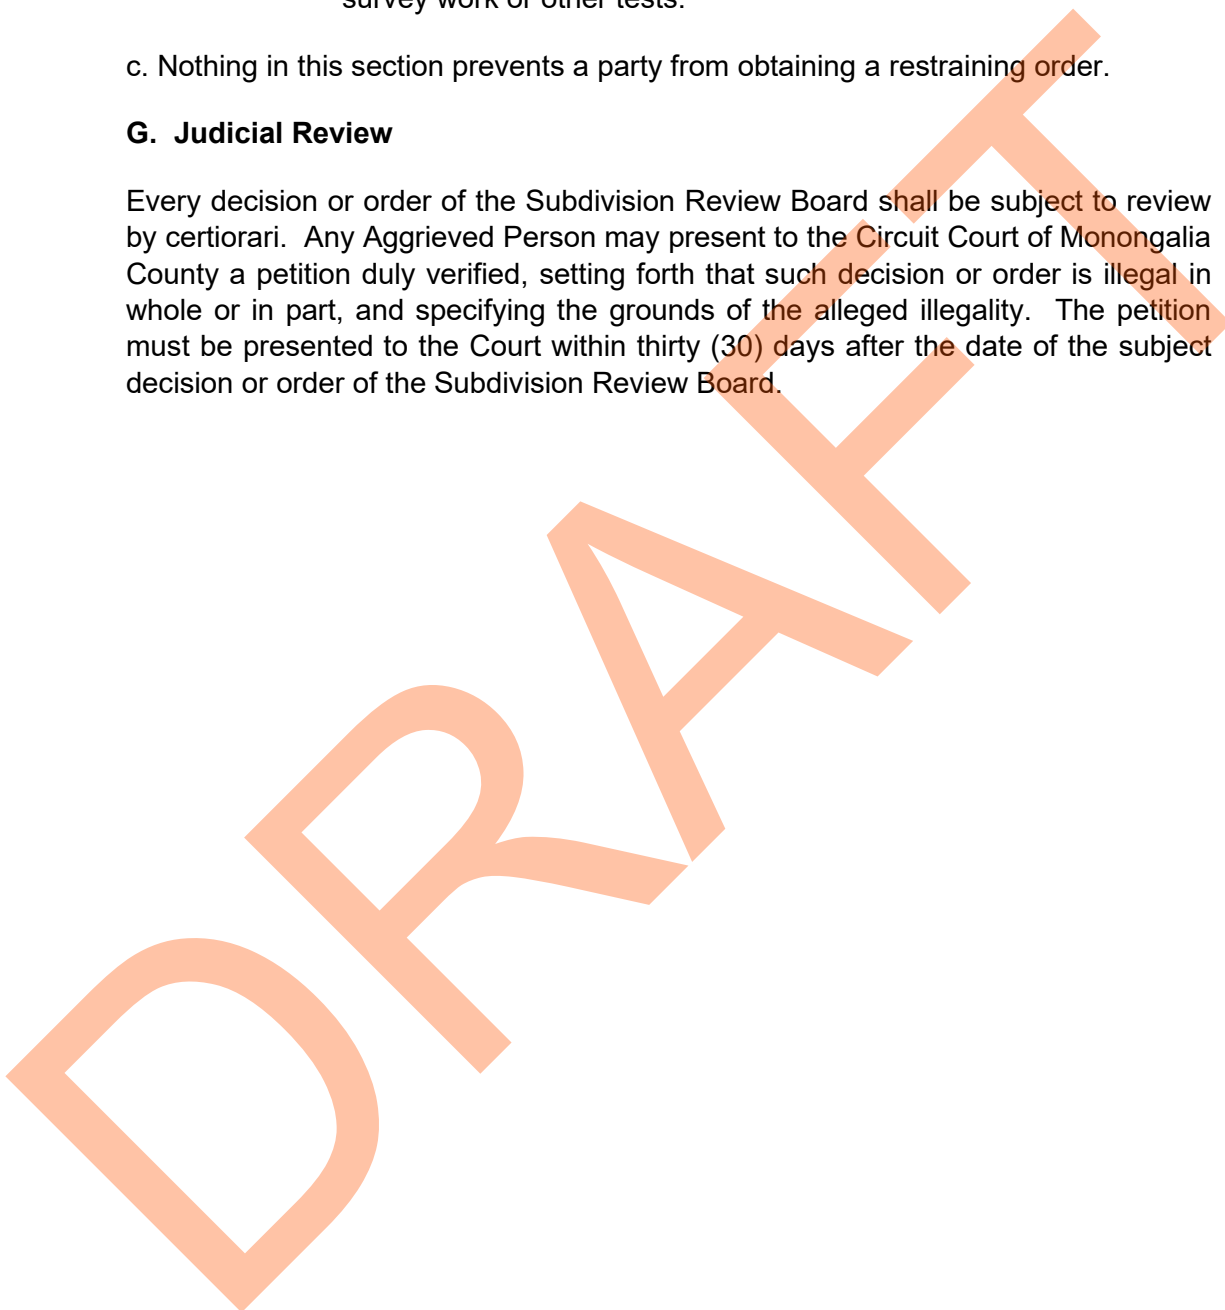 survey work or other tests.
c. Nothing in this section prevents a party from obtaining a restraining order.
G. Judicial Review
Every decision or order of the Subdivision Review Board shall be subject to review
by certiorari. Any Aggrieved Person may present to the Circuit Court of Monongalia
County a petition duly verified, setting forth that such decision or order is illegal in
whole or in part, and specifying the grounds of the alleged illegality. The petition
must be presented to the Court within thirty (30) days after the date of the subject
decision or order of the Subdivision Review Board.
DRAFT